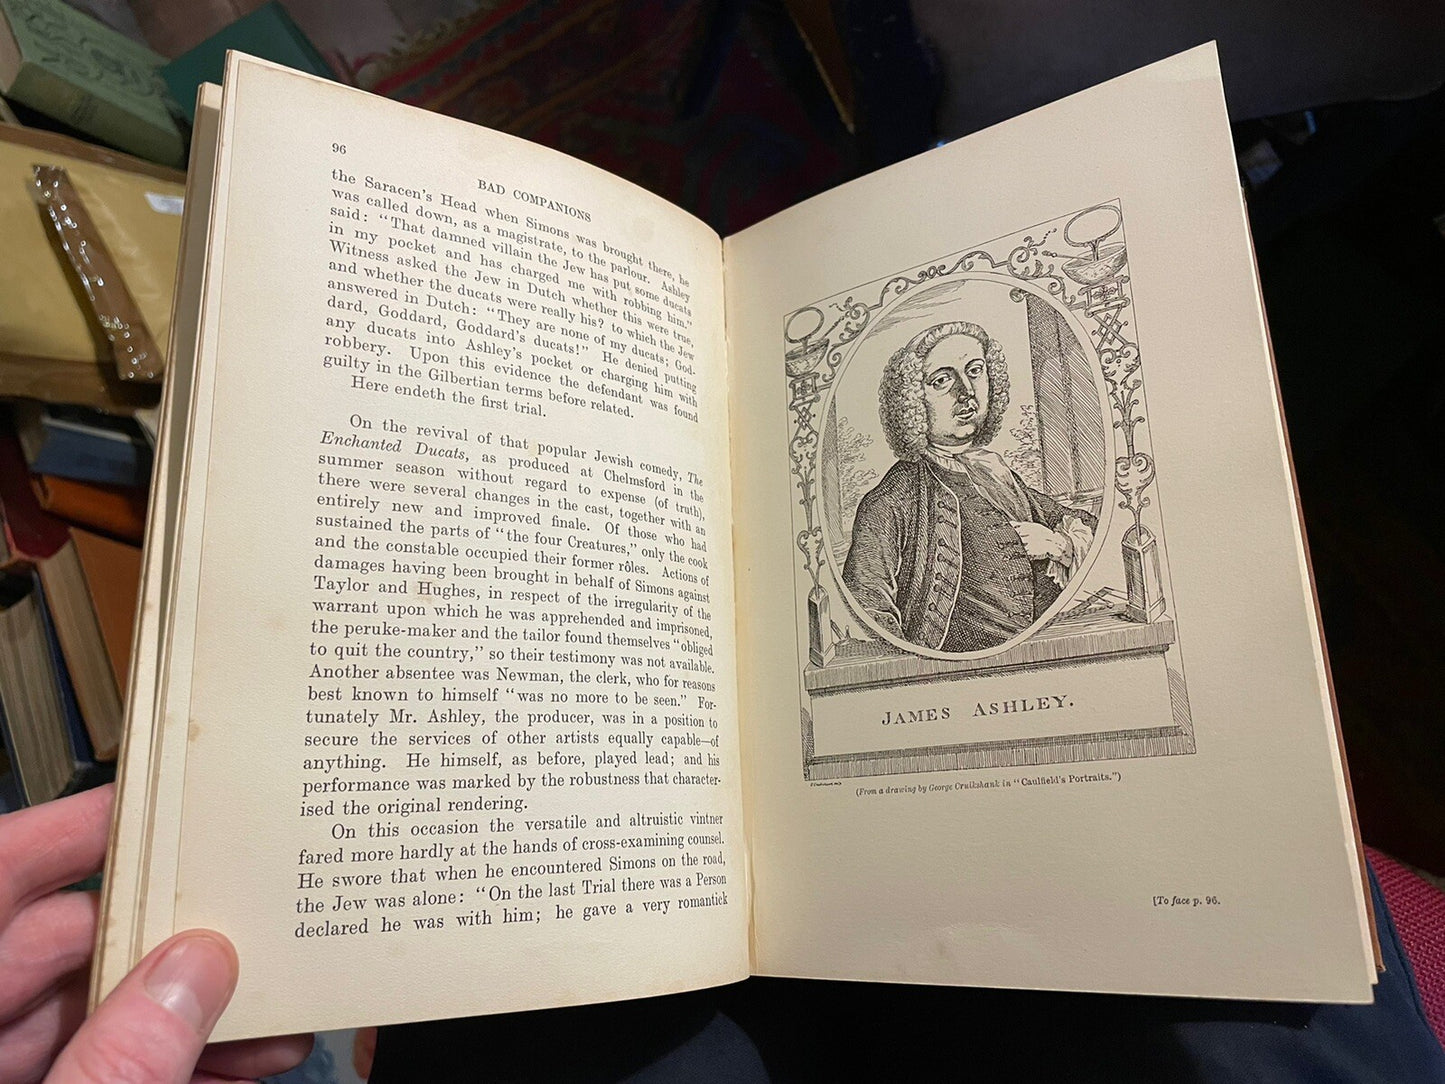 96
BAD COMPANIONS
the Saracen's Head when Simons was brought there, he
was called down, as a magistrate, to the parlour. Ashley
said: "That damned villain the Jew has put some ducats
in my pocket and has charged me with robbing him."
Witness asked the Jew in Dutch whether this were true,
and whether the ducats were really his? to which the Jew
answered in Dutch: "They are none of my ducats; God-
dard, Goddard, Goddard's ducats!" He denied putting
any ducats into Ashley's pocket or charging him with
robbery. Upon this evidence the defendant was found
guilty in the Gilbertian terms before related.
Here endeth the first trial.
On the revival of that popular Jewish comedy, The
Enchanted Ducats, as produced at Chelmsford in the
summer season without regard to expense (of truth),
there were several changes in the cast, together with an
entirely new and improved finale. Of those who had
sustained the parts of "the four Creatures," only the cook
and the constable occupied their former rôles. Actions of
damages having been brought in behalf of Simons against
Taylor and Hughes, in respect of the irregularity of the
warrant upon which he was apprehended and imprisoned,
the peruke-maker and the tailor found themselves "obliged
to quit the country," so their testimony was not available.
Another absentee was Newman, the clerk, who for reasons
best known to himself "was no more to be seen." For-
tunately Mr. Ashley, the producer, was in a position to
secure the services of other artists equally capable—of
anything. He himself, as before, played lead; and his
performance was marked by the robustness that character-
ised the original rendering.
On this occasion the versatile and altruistic vintner
fared more hardly at the hands of cross-examining counsel.
He swore that when he encountered Simons on the road,
the Jew was alone: "On the last Trial there was a Person
declared he was with him; he gave a very romantick
JAMES ASHLEY.
(From a drawing by George Cruikshank in "Caulfield's Portraits.")
[To face p. 96.